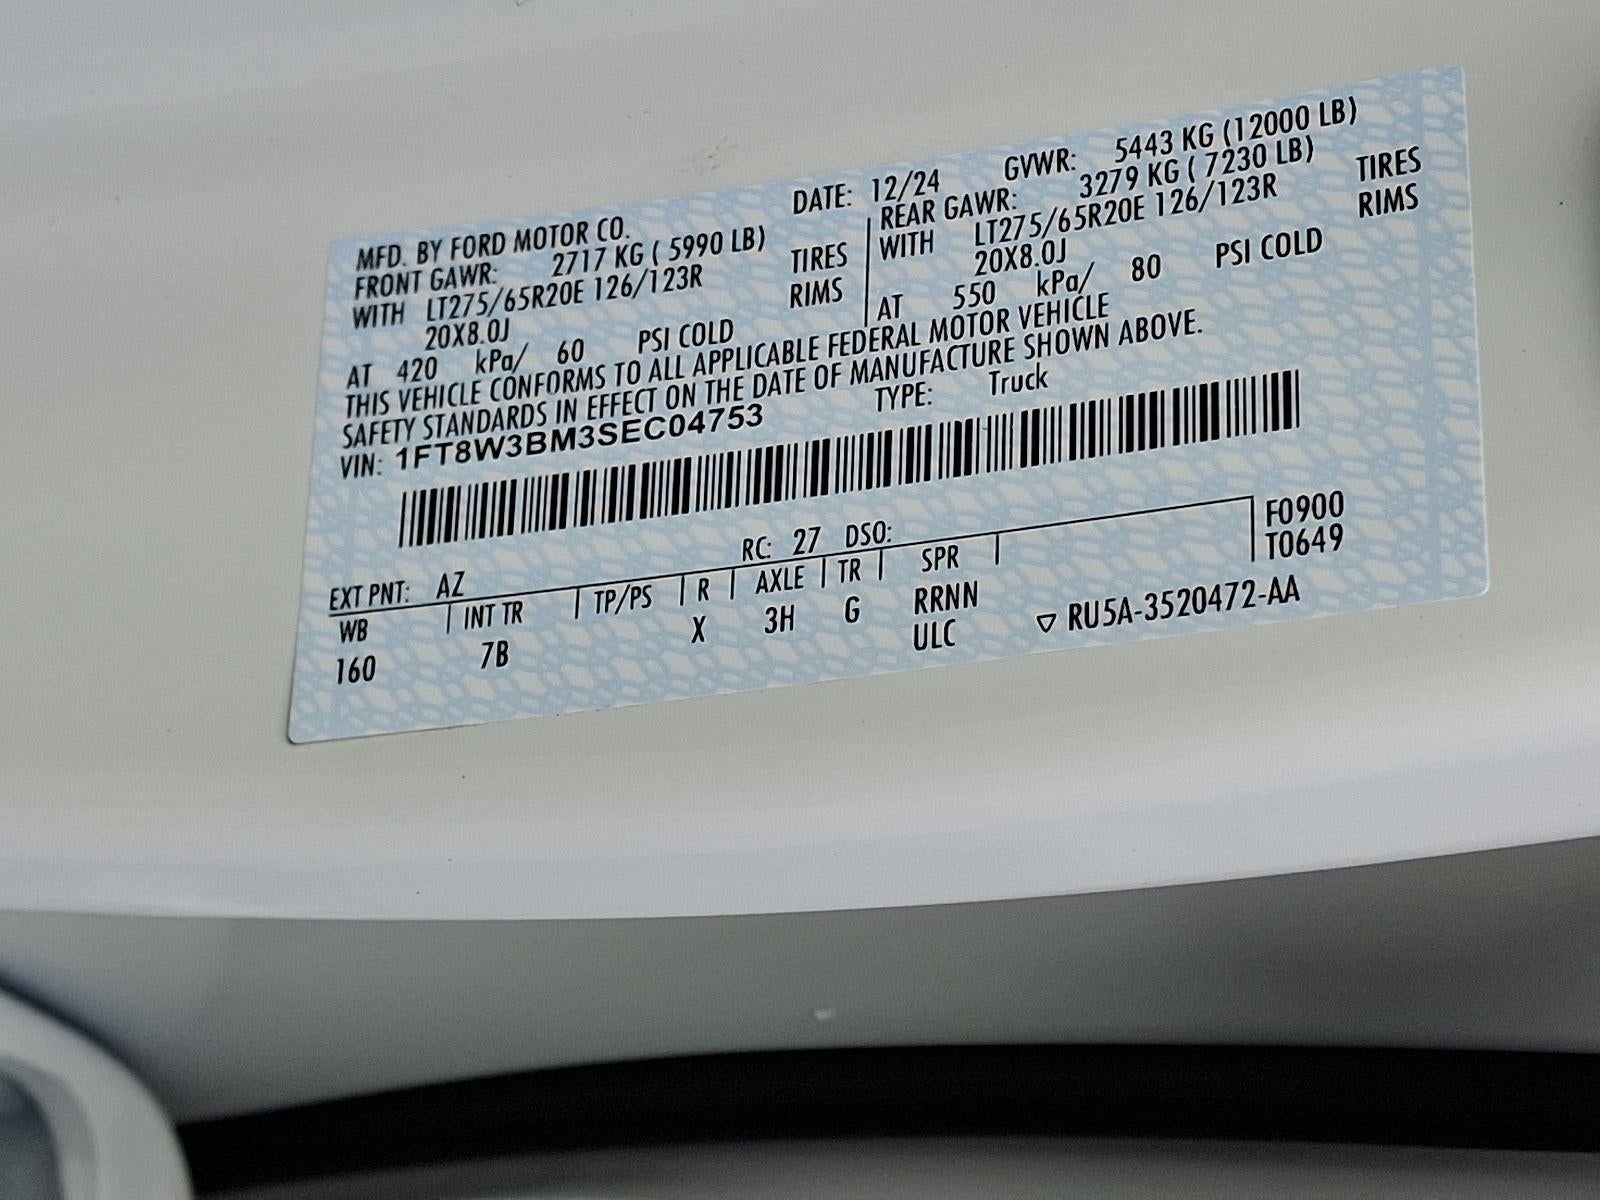 MFD. BY FORD MOTOR CO.
DATE: 12/24 GVWR: 5443 KG (12000 LB)
FRONT GAWR: 2717 KG ( 5990 LB)
WITH LT275/65R20E 126/123R TIRES
20X8.0J RIMS
AT 420 kPa/ 60 PSI COLD
REAR GAWR: 3279 KG ( 7230 LB)
WITH LT275/65R20E 126/123R TIRES
20X8.0J RIMS
AT 550 kPa/ 80 PSI COLD
THIS VEHICLE CONFORMS TO ALL APPLICABLE FEDERAL MOTOR VEHICLE
SAFETY STANDARDS IN EFFECT ON THE DATE OF MANUFACTURE SHOWN ABOVE.
VIN: 1FT8W3BM3SEC04753 TYPE: Truck
EXT PNT: AZ RC: 27 DSO: F0900
WB INT TR TP/PS R AXLE TR SPR T0649
160 7B X 3H G RRNN
ULC RU5A-3520472-AA